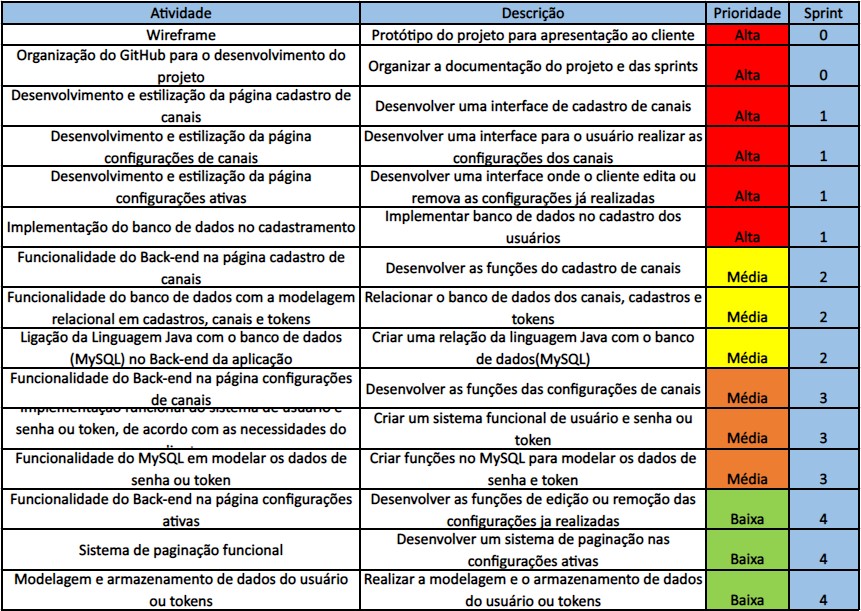 Atividade Descrição Prioridade Sprint
Wireframe Protótipo do projeto para apresentação ao cliente Alta 0
Organização do GitHub para o desenvolvimento do
projeto Organizar a documentação do projeto e das sprints Alta 0
Desenvolvimento e estilização da página cadastro de
canais Desenvolver uma interface de cadastro de canais Alta 1
Desenvolvimento e estilização da página Desenvolver uma interface para o usuário realizar as
configurações de canais configurações dos canais Alta 1
Desenvolvimento e estilização da página Desenvolver uma interface onde o cliente edita ou
configurações ativas remova as configurações já realizadas Alta 1
Implementação do banco de dados no cadastramento Implementar banco de dados no cadastro dos
usuários Alta 1
Funcionalidade do Back-end na página cadastro de
canais Desenvolver as funções do cadastro de canais Média 2
Funcionalidade do banco de dados com a modelagem Relacionar o banco de dados dos canais, cadastros e
relacional em cadastros, canais e tokens tokens Média 2
Ligação da Linguagem Java com o banco de dados Criar uma relação da linguagem Java com o banco
(MySQL) no Back-end da aplicação de dados(MySQL) Média 2
Funcionalidade do Back-end na página configurações
de canais Desenvolver as funções das configurações de canais Média 3
Implementação funcional do sistema de usuário e Criar um sistema funcional de usuário e senha ou
senha ou token, de acordo com as necessidades do token Média 3
Funcionalidade do MySQL em modelar os dados de Criar funções no MySQL para modelar os dados de
senha ou token senha e token Média 3
Funcionalidade do Back-end na página configurações Desenvolver as funções de edição ou remoção das
ativas configurações ja realizadas Baixa 4
Sistema de paginação funcional Desenvolver um sistema de paginação nas
configurações ativas Baixa 4
Modelagem e armazenamento de dados do usuário Realizar a modelagem e o armazenamento de dados
ou tokens do usuário ou tokens Baixa 4